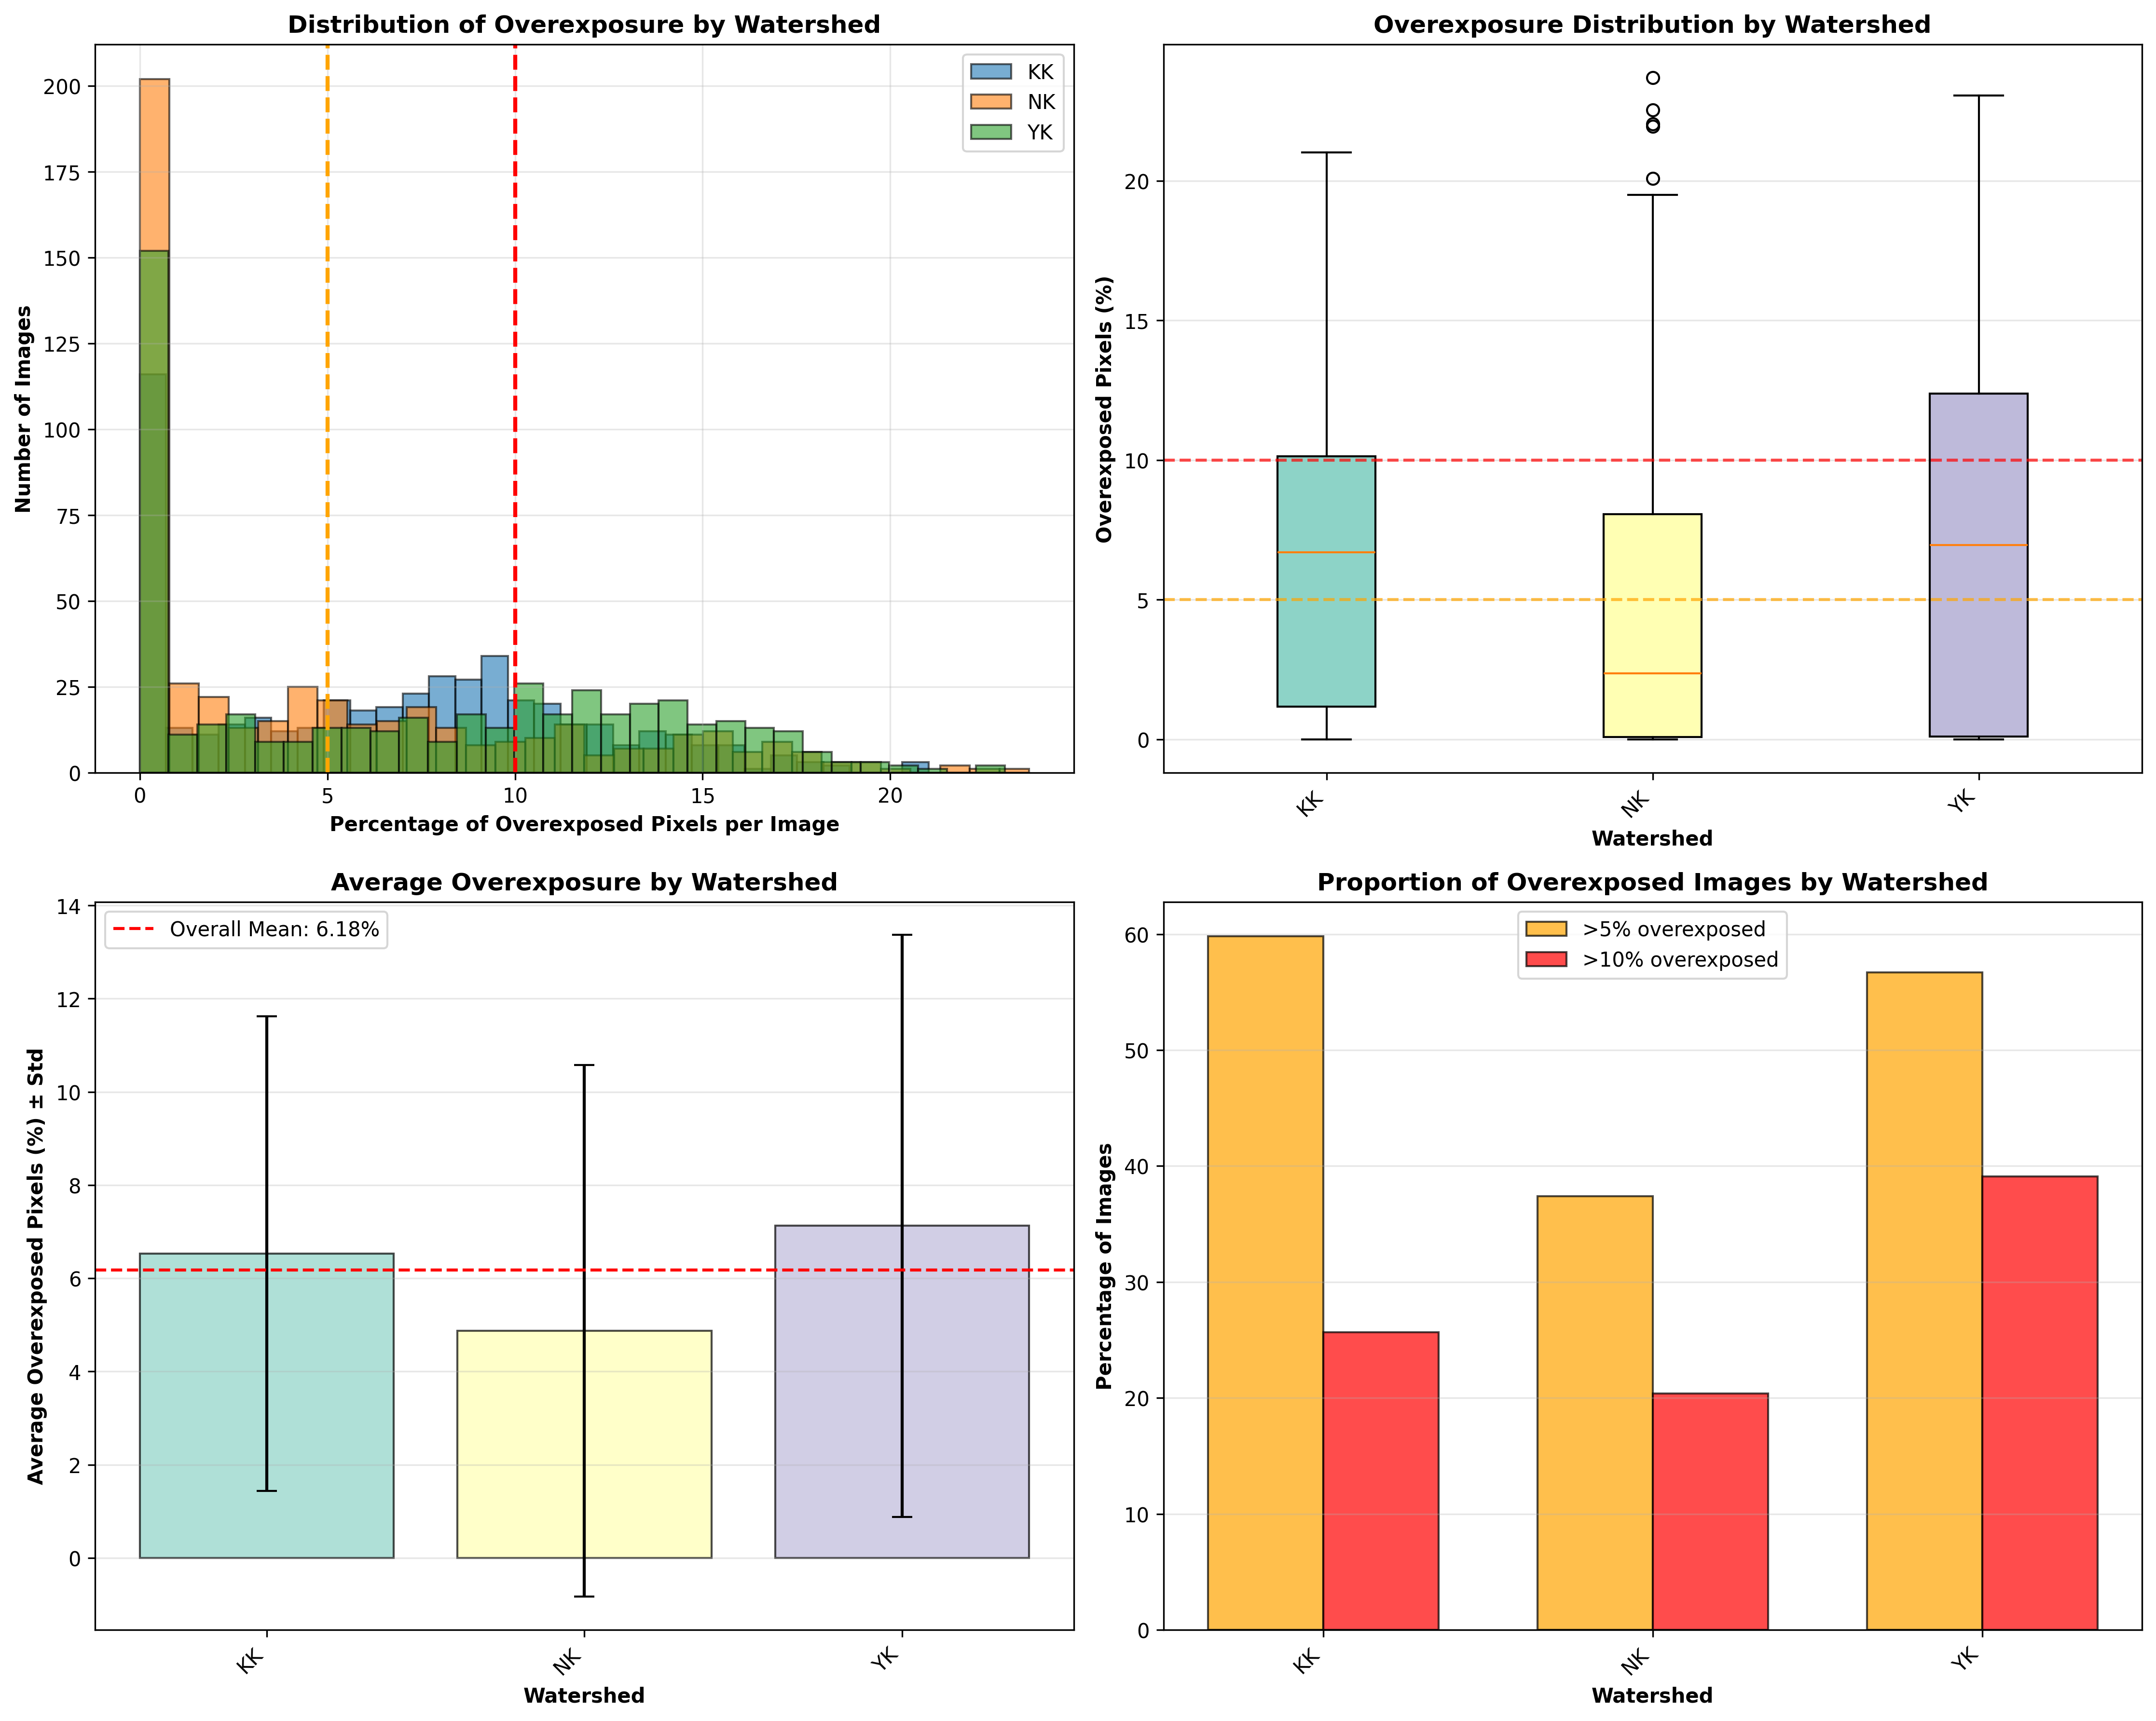 Distribution of Overexposure by Watershed
Number of Images
200
175
150
125
100
75
50
25
0
0 5 10 15 20
Percentage of Overexposed Pixels per Image
KK
NK
YK
Overexposure Distribution by Watershed
Overexposed Pixels (%)
20
15
10
5
0
KK NK YK
Watershed
Average Overexposure by Watershed
Average Overexposed Pixels (%) ± Std
14
12
10
8
6
4
2
0
Overall Mean: 6.18%
KK NK YK
Watershed
Proportion of Overexposed Images by Watershed
Percentage of Images
60
50
40
30
20
10
0
>5% overexposed
>10% overexposed
KK NK YK
Watershed